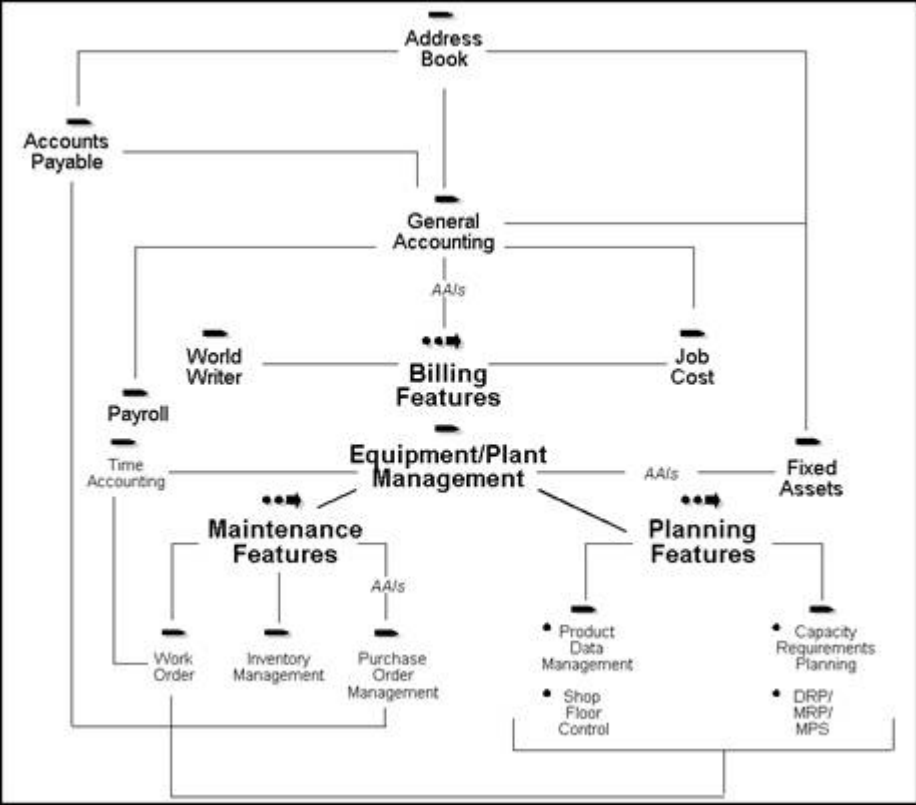 Address
Book
Accounts
Payable
General
Accounting
AAIs
World
Writer
Billing
Features
Job
Cost
Payroll
Time
Accounting
Equipment/Plant
Management
AAIs
Fixed
Assets
Maintenance
Features
Planning
Features
AAIs
Work
Order
Inventory
Management
Purchase
Order
Management
• Product
Data
Management
• Shop
Floor
Control
• Capacity
Requirements
Planning
• DRP/
MRP/
MPS